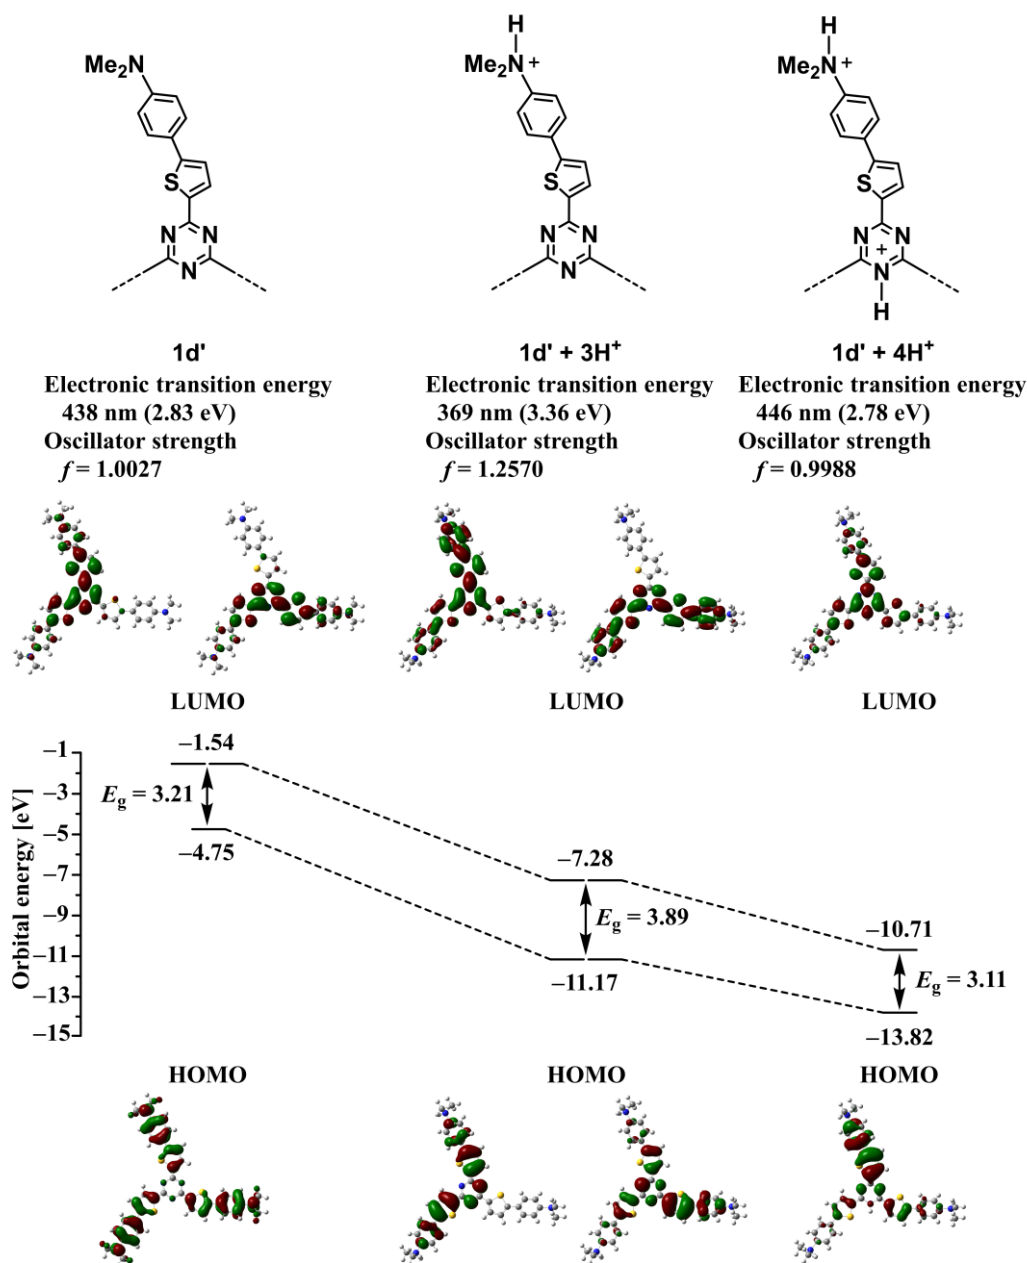 H
H
Me₂N
Me₂N+
Me₂N+
S
S
S
N N
N N
N N
N
N
+
N
H
1d'
1d' + 3H⁺
1d' + 4H⁺
Electronic transition energy
438 nm (2.83 eV)
Oscillator strength
f = 1.0027
Electronic transition energy
369 nm (3.36 eV)
Oscillator strength
f = 1.2570
Electronic transition energy
446 nm (2.78 eV)
Oscillator strength
f = 0.9988
LUMO
LUMO
LUMO
Orbital energy [eV]
–1
–3
–5
–7
–9
–11
–13
–15
–1.54
Eg = 3.21
–4.75
–7.28
Eg = 3.89
–11.17
–10.71
Eg = 3.11
–13.82
HOMO
HOMO
HOMO